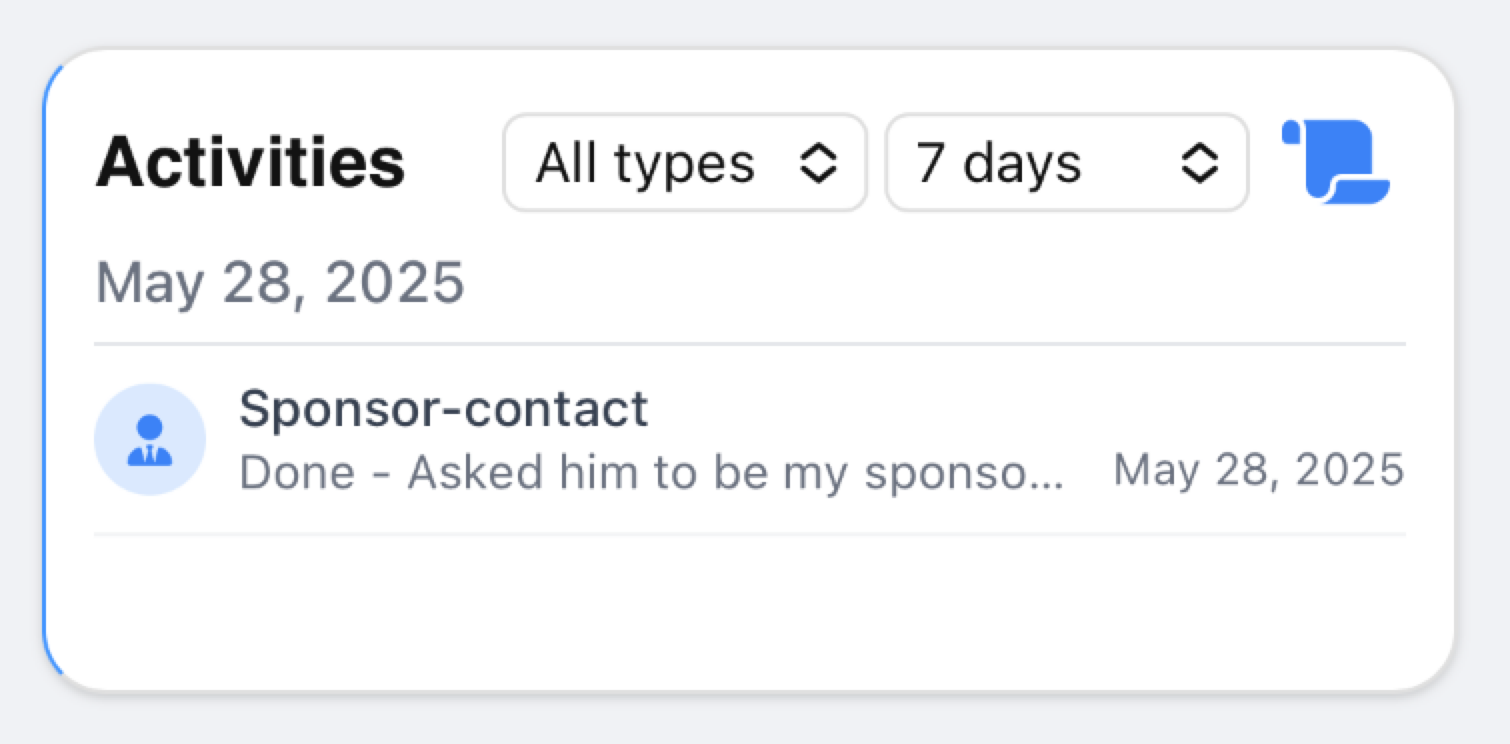 Activities All types 7 days
May 28, 2025
Sponsor-contact
Done - Asked him to be my sponso... May 28, 2025